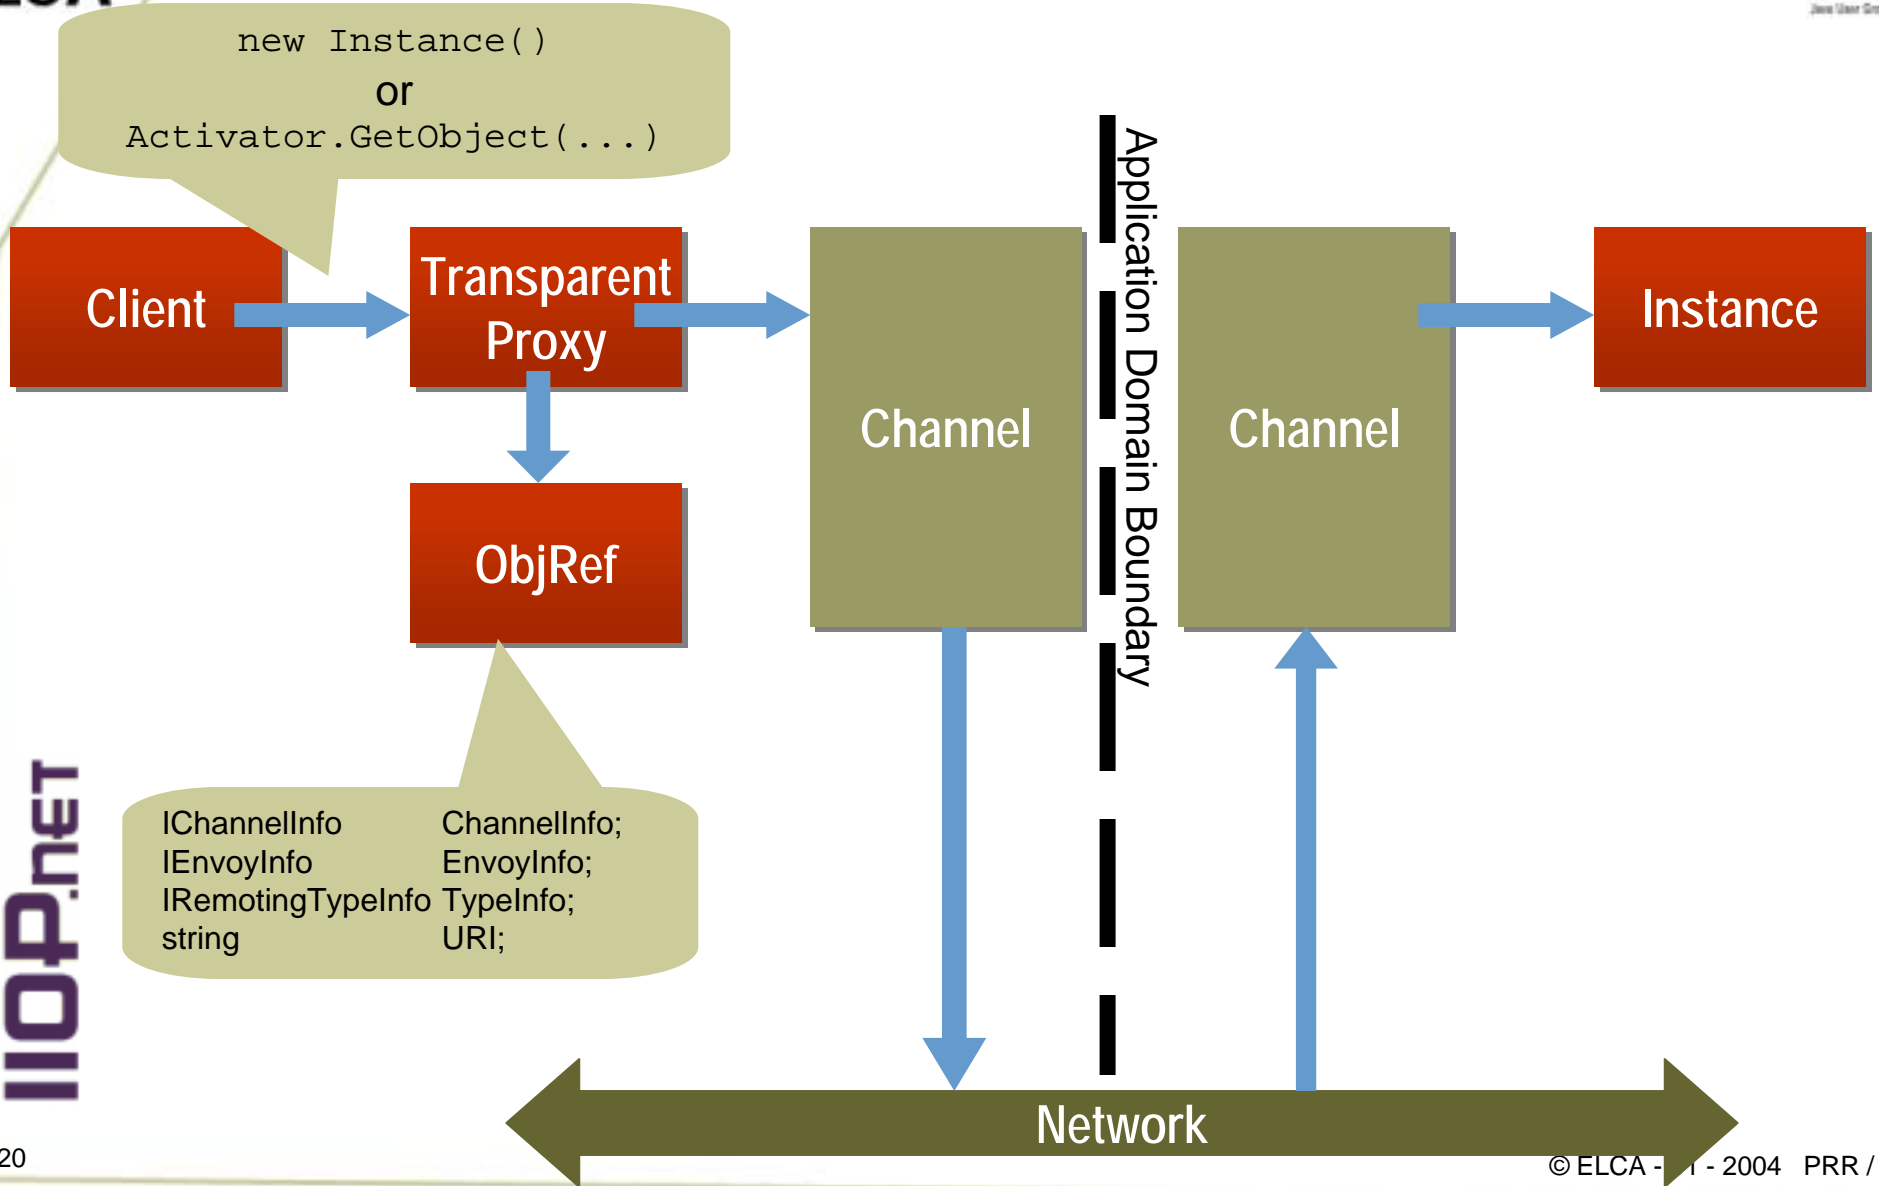 new Instance()
or
Activator.GetObject(...)
Client
Transparent
Proxy
Channel
Application Domain Boundary
Channel
Instance
ObjRef
IChannelInfo ChannelInfo;
IEnvoyInfo EnvoyInfo;
IRemotingTypeInfo TypeInfo;
string URI;
IIOP.net
Network
20
© ELCA - - 2004 PRR /